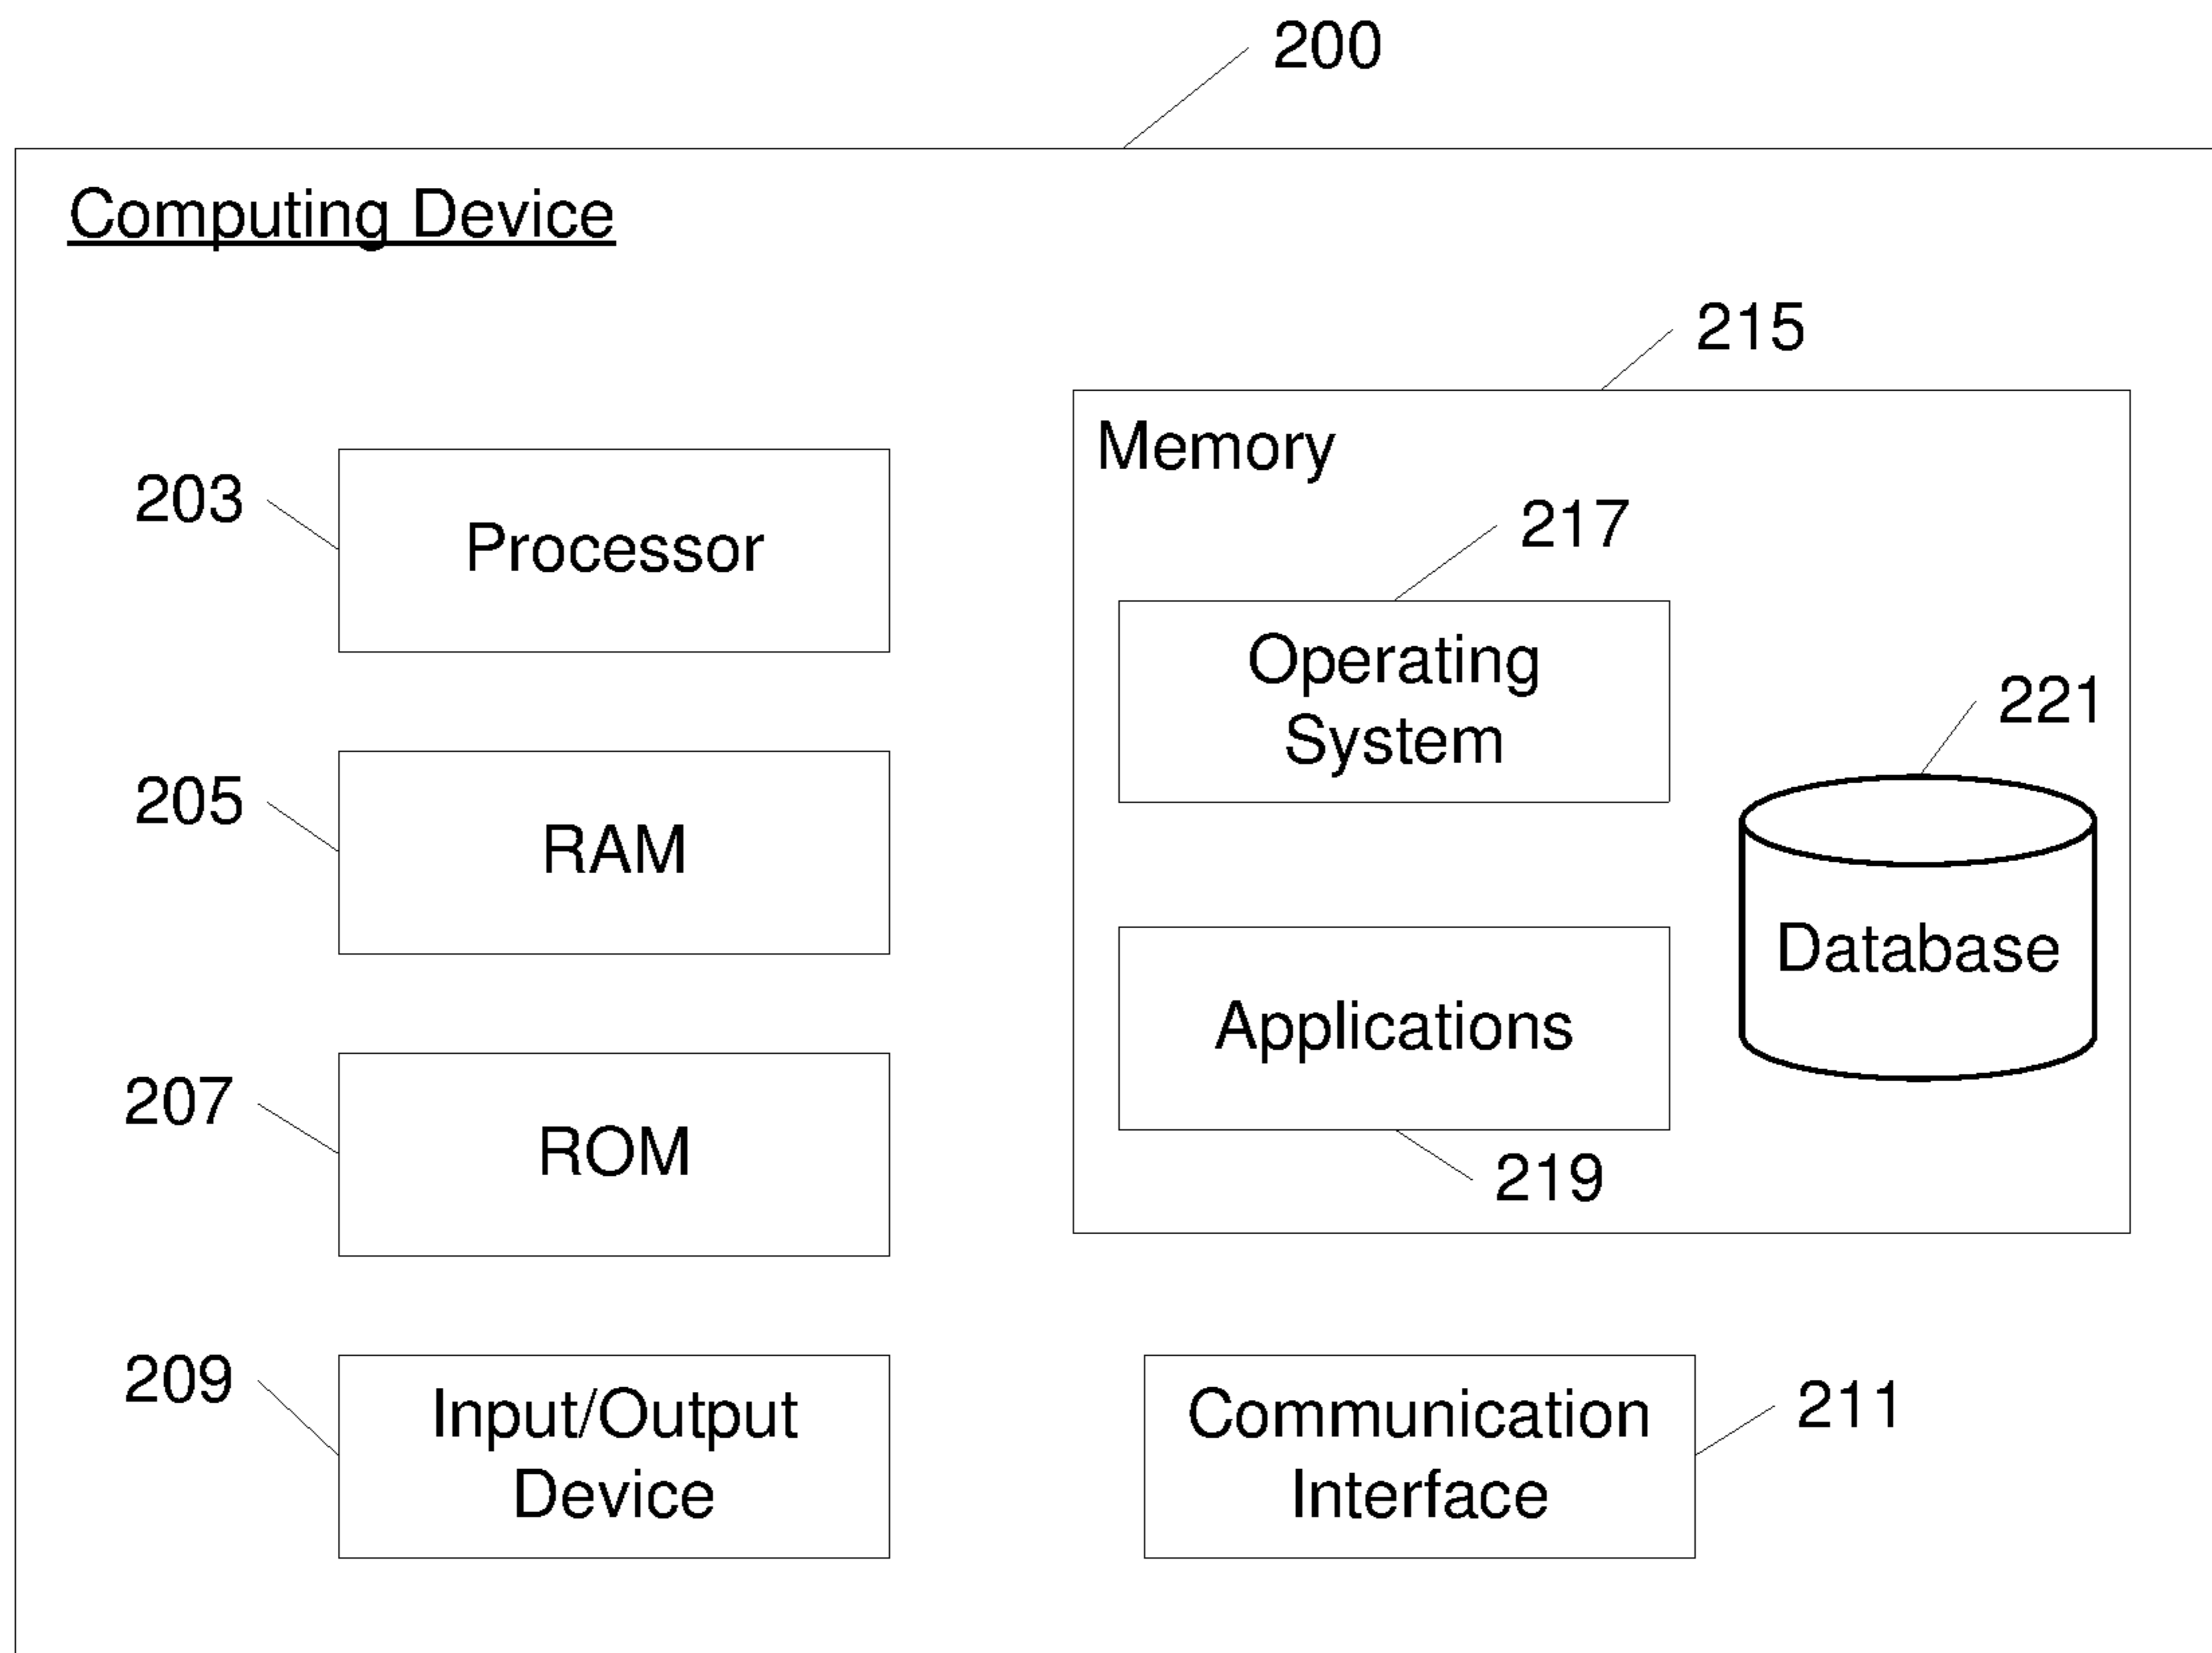 200
Computing Device
215
Memory
203
Processor
217
Operating
System
221
205
RAM
Database
Applications
207
ROM
219
209
Input/Output
Device
Communication
Interface
211